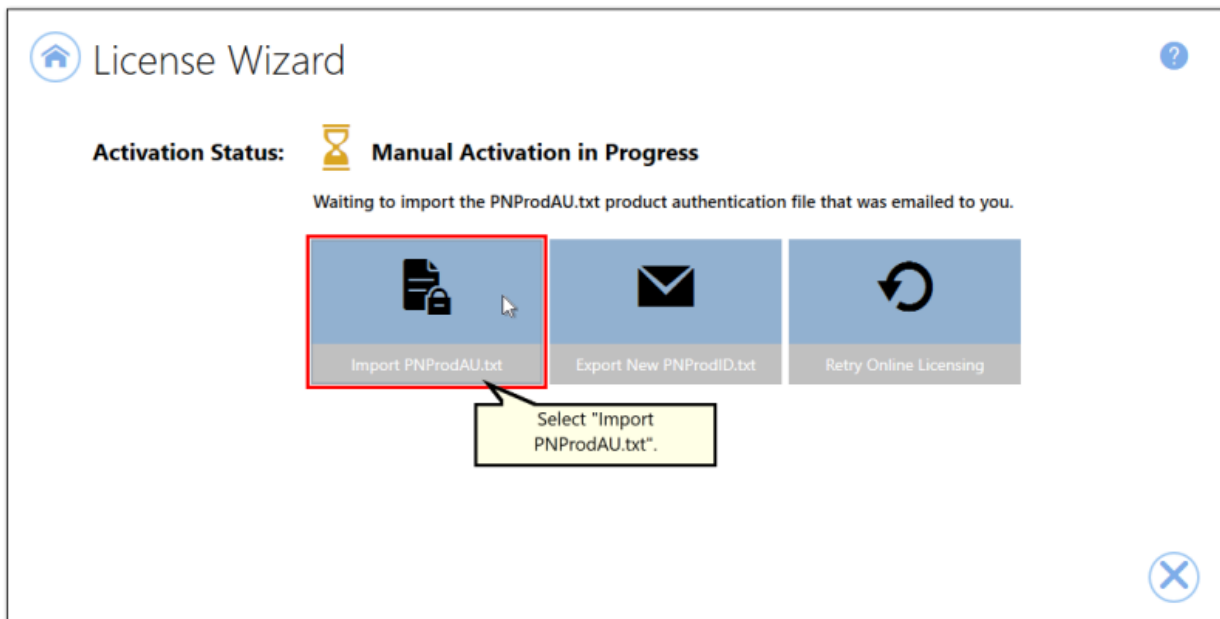 License Wizard
?
Activation Status:
Manual Activation in Progress
Waiting to import the PNProdAU.txt product authentication file that was emailed to you.
Import PNProdAU.txt
Export New PNProdID.txt
Retry Online Licensing
Select "Import
PNProdAU.txt".